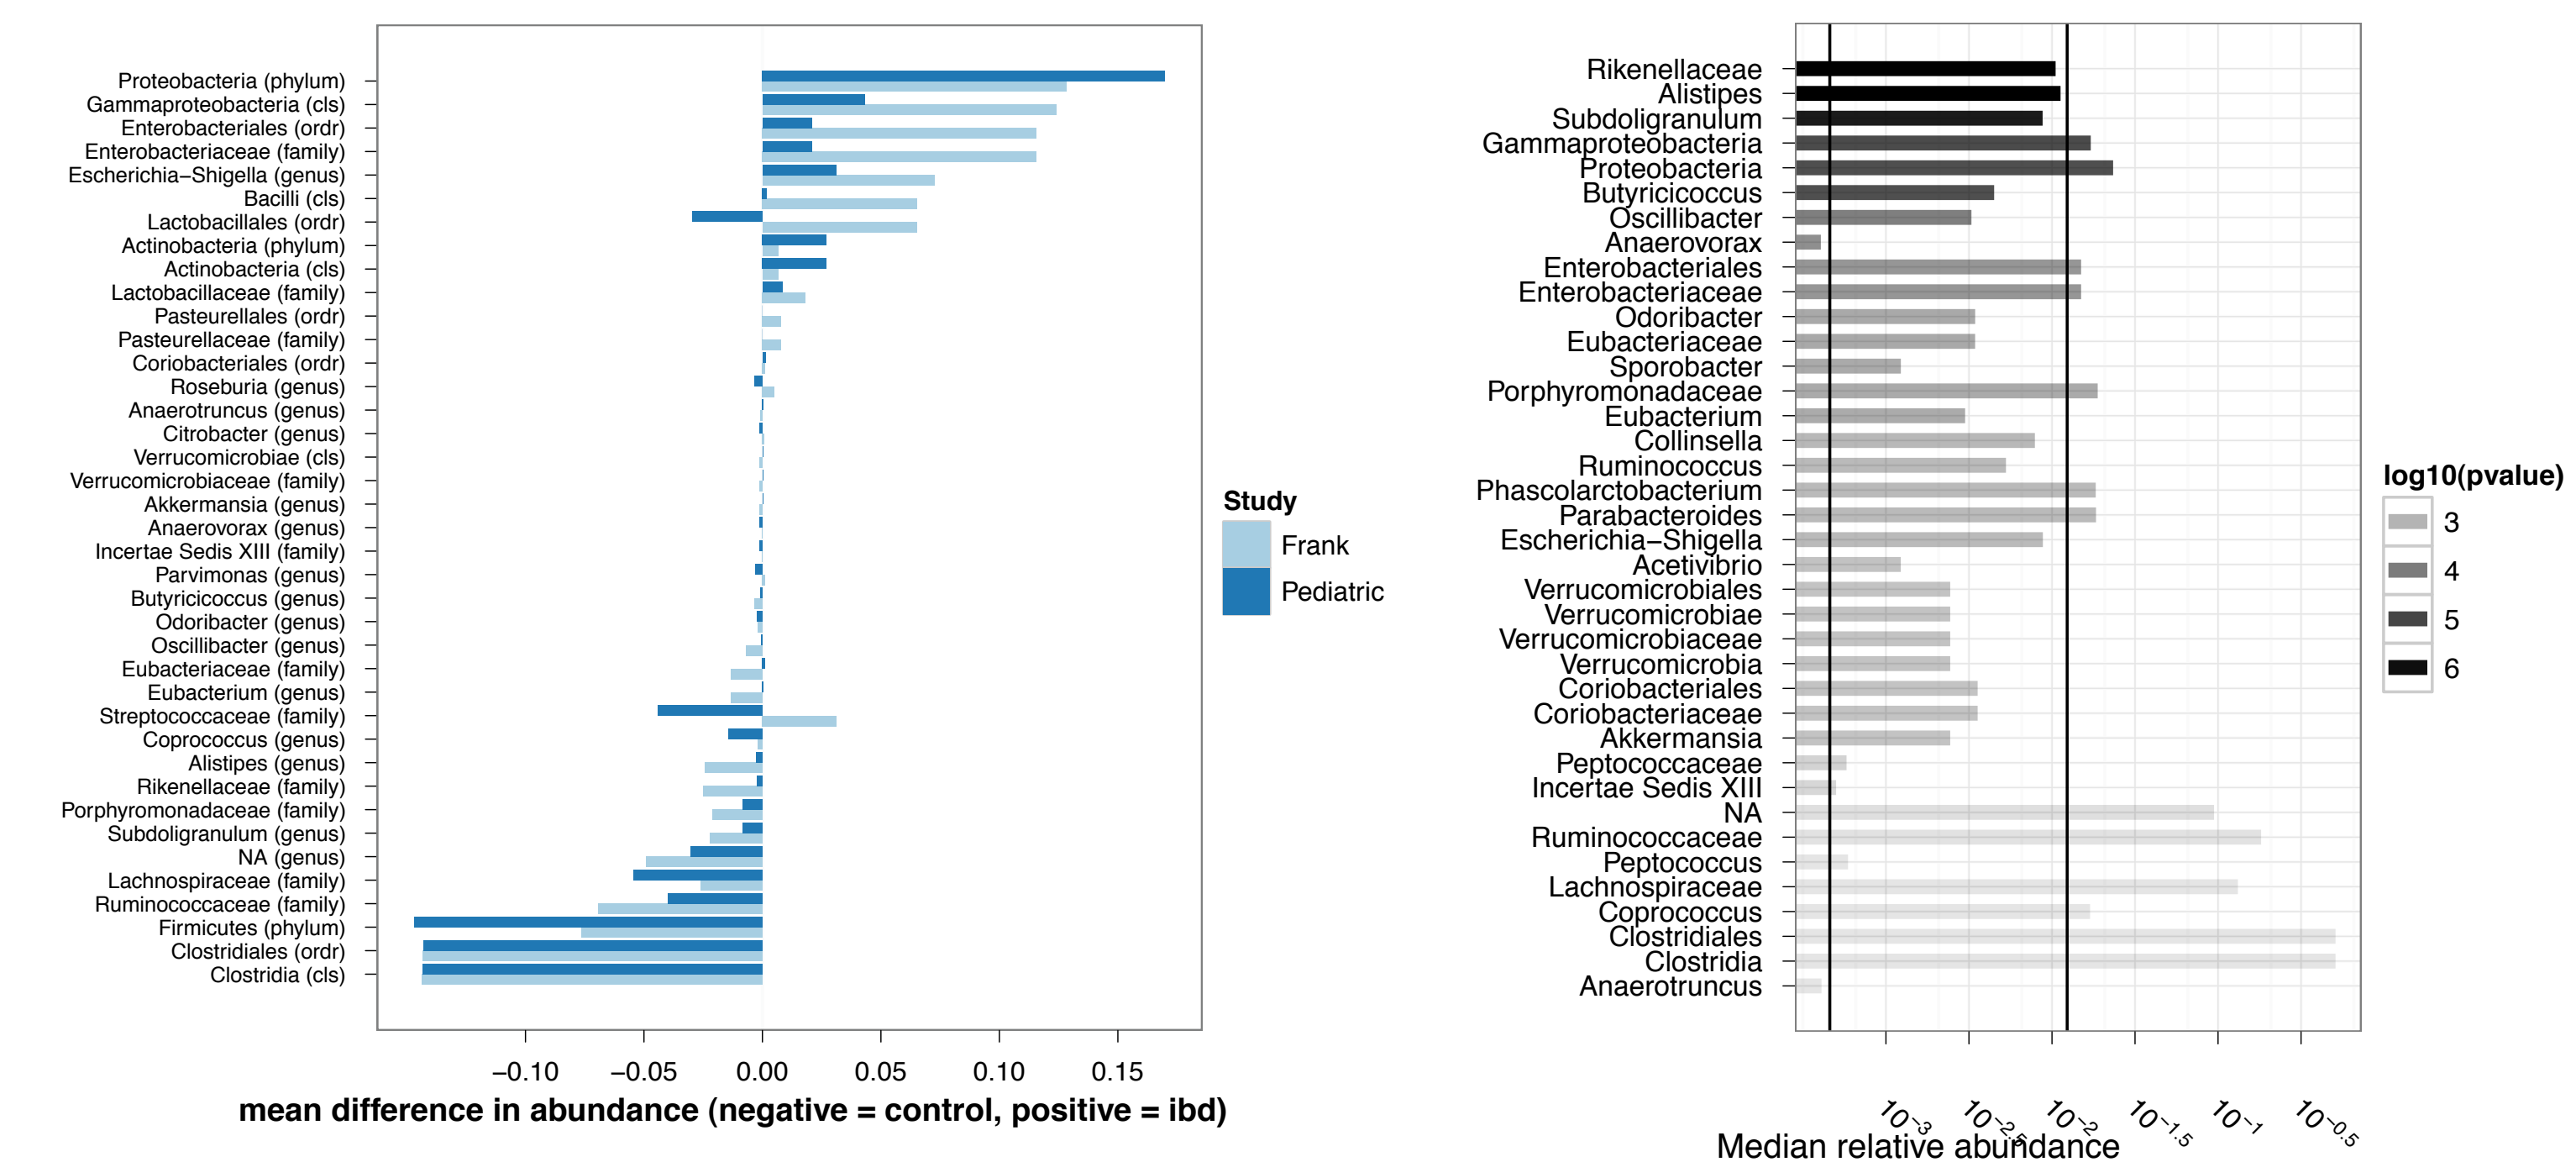 Proteobacteria (phylum)
Gammaproteobacteria (cls)
Enterobacteriales (ordr)
Enterobacteriaceae (family)
Escherichia−Shigella (genus)
Bacilli (cls)
Lactobacillales (ordr)
Actinobacteria (phylum)
Actinobacteria (cls)
Lactobacillaceae (family)
Pasteurellales (ordr)
Pasteurellaceae (family)
Coriobacteriales (ordr)
Roseburia (genus)
Anaerotruncus (genus)
Citrobacter (genus)
Verrucomicrobiae (cls)
Verrucomicrobiaceae (family)
Akkermansia (genus)
Anaerovorax (genus)
Incertae Sedis XIII (family)
Parvimonas (genus)
Butyricicoccus (genus)
Odoribacter (genus)
Oscillibacter (genus)
Eubacteriaceae (family)
Eubacterium (genus)
Streptococcaceae (family)
Coprococcus (genus)
Alistipes (genus)
Rikenellaceae (family)
Porphyromonadaceae (family)
Subdoligranulum (genus)
NA (genus)
Lachnospiraceae (family)
Ruminococcaceae (family)
Firmicutes (phylum)
Clostridiales (ordr)
Clostridia (cls)
−0.10 −0.05 0.00 0.05 0.10 0.15
mean difference in abundance (negative = control, positive = ibd)
Study
Frank
Pediatric
Rikenellaceae
Alistipes
Subdoligranulum
Gammaproteobacteria
Proteobacteria
Butyricicoccus
Oscillibacter
Anaerovorax
Enterobacteriales
Enterobacteriaceae
Odoribacter
Eubacteriaceae
Sporobacter
Porphyromonadaceae
Eubacterium
Collinsella
Ruminococcus
Phascolarctobacterium
Parabacteroides
Escherichia−Shigella
Acetivibrio
Verrucomicrobiales
Verrucomicrobiae
Verrucomicrobiaceae
Verrucomicrobia
Coriobacteriales
Coriobacteriaceae
Akkermansia
Peptococcaceae
Incertae Sedis XIII
NA
Ruminococcaceae
Peptococcus
Lachnospiraceae
Coprococcus
Clostridiales
Clostridia
Anaerotruncus
10−3 10−2.5 10−2 10−1.5 10−1 10−0.5
Median relative abundance
log10(pvalue)
3
4
5
6